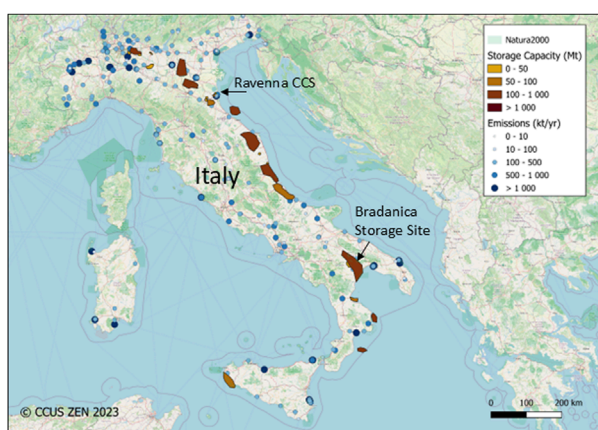 Natura2000
Storage Capacity (Mt)
0 - 50
50 - 100
100 - 1 000
> 1 000
Emissions (kt/yr)
0 - 10
10 - 100
100 - 500
500 - 1 000
> 1 000
Ravenna CCS
Italy
Bradanica
Storage Site
© CCUS ZEN 2023
0 100 200 km